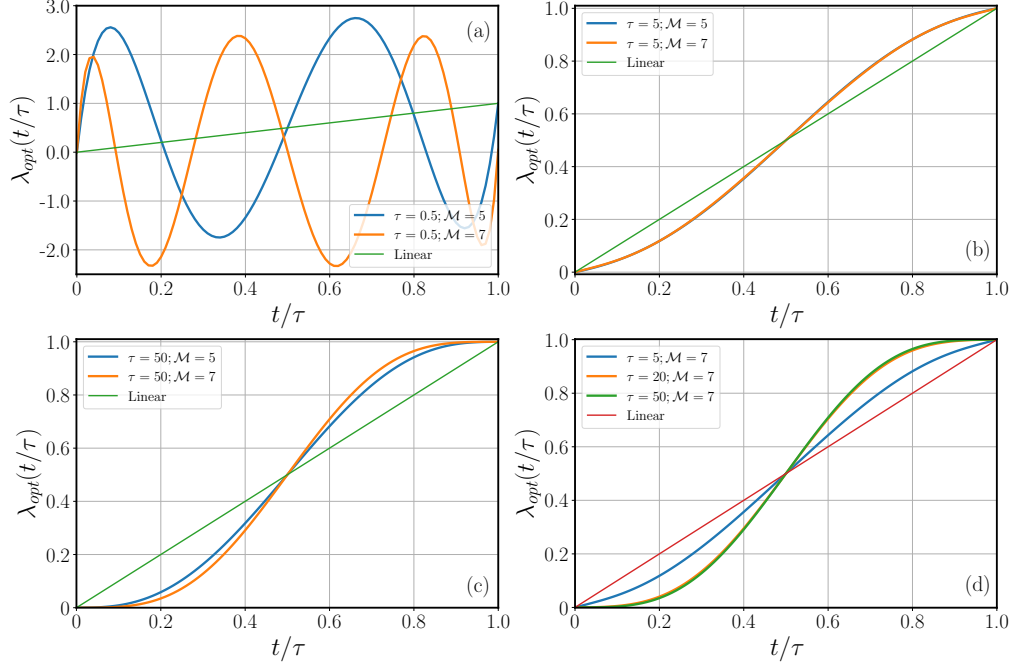 (a)
λ_opt(t/τ)
3.0
2.0
1.0
0.0
-1.0
-2.0
τ = 0.5; ℳ = 5
τ = 0.5; ℳ = 7
Linear
0 0.2 0.4 0.6 0.8 1.0
t/τ
(b)
λ_opt(t/τ)
1.0
0.8
0.6
0.4
0.2
0
τ = 5; ℳ = 5
τ = 5; ℳ = 7
Linear
0 0.2 0.4 0.6 0.8 1.0
t/τ
(c)
λ_opt(t/τ)
1.0
0.8
0.6
0.4
0.2
0
τ = 50; ℳ = 5
τ = 50; ℳ = 7
Linear
0 0.2 0.4 0.6 0.8 1.0
t/τ
(d)
λ_opt(t/τ)
1.0
0.8
0.6
0.4
0.2
0
τ = 5; ℳ = 7
τ = 20; ℳ = 7
τ = 50; ℳ = 7
Linear
0 0.2 0.4 0.6 0.8 1.0
t/τ